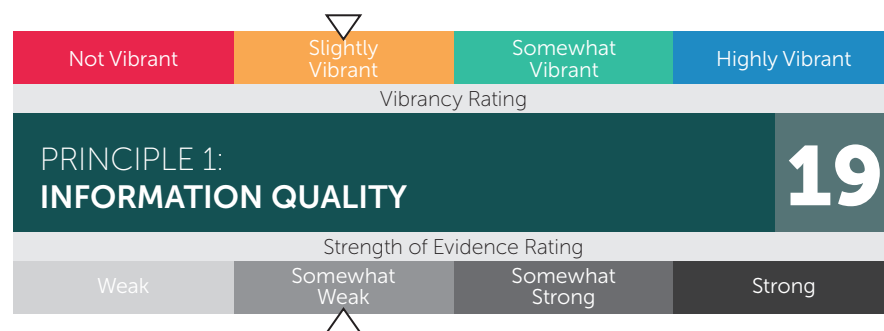 Not Vibrant
Slightly
Vibrant
Somewhat
Vibrant
Highly Vibrant
Vibrancy Rating
PRINCIPLE 1:
INFORMATION QUALITY
19
Strength of Evidence Rating
Weak
Somewhat
Weak
Somewhat
Strong
Strong